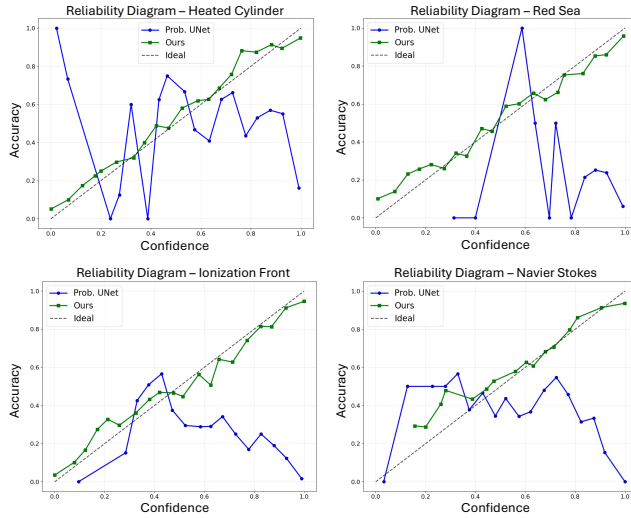 Reliability Diagram – Heated Cylinder
Accuracy
1.0
0.8
0.6
0.4
0.2
0.0
Prob. UNet
Ours
Ideal
0.0 0.2 0.4 0.6 0.8 1.0
Confidence
Reliability Diagram – Red Sea
Accuracy
1.0
0.8
0.6
0.4
0.2
0.0
Prob. UNet
Ours
Ideal
0.0 0.2 0.4 0.6 0.8 1.0
Confidence
Reliability Diagram – Ionization Front
Accuracy
1.0
0.8
0.6
0.4
0.2
0.0
Prob. UNet
Ours
Ideal
0.0 0.2 0.4 0.6 0.8 1.0
Confidence
Reliability Diagram – Navier Stokes
Accuracy
1.0
0.8
0.6
0.4
0.2
0.0
Prob. UNet
Ours
Ideal
0.0 0.2 0.4 0.6 0.8 1.0
Confidence